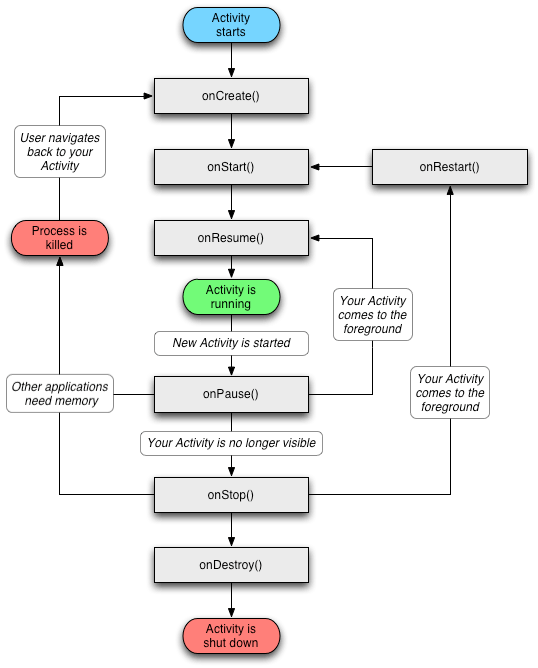 Activity
starts
onCreate()
User navigates
back to your
Activity
onStart()
onRestart()
Process is
killed
onResume()
Activity is
running
Your Activity
comes to the
foreground
New Activity is started
Other applications
need memory
onPause()
Your Activity
comes to the
foreground
Your Activity is no longer visible
onStop()
onDestroy()
Activity is
shut down